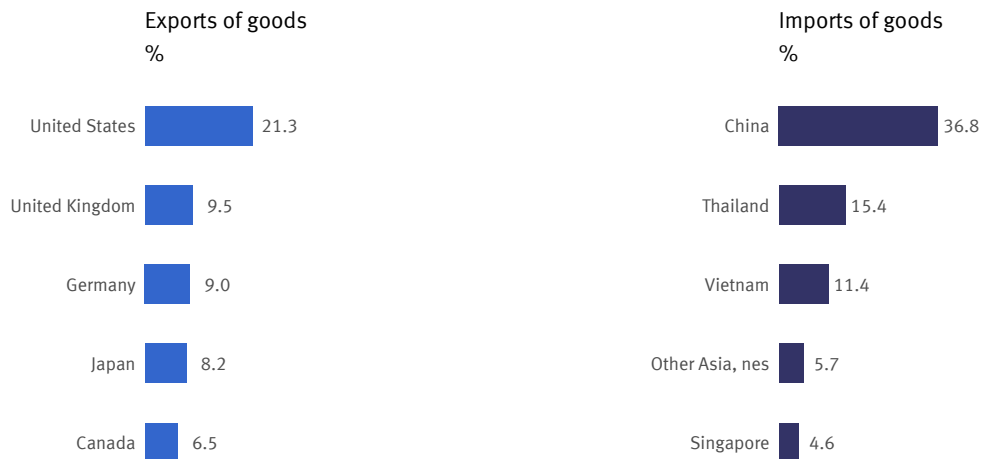 Exports of goods
%
United States 21.3
United Kingdom 9.5
Germany 9.0
Japan 8.2
Canada 6.5
Imports of goods
%
China 36.8
Thailand 15.4
Vietnam 11.4
Other Asia, nes 5.7
Singapore 4.6